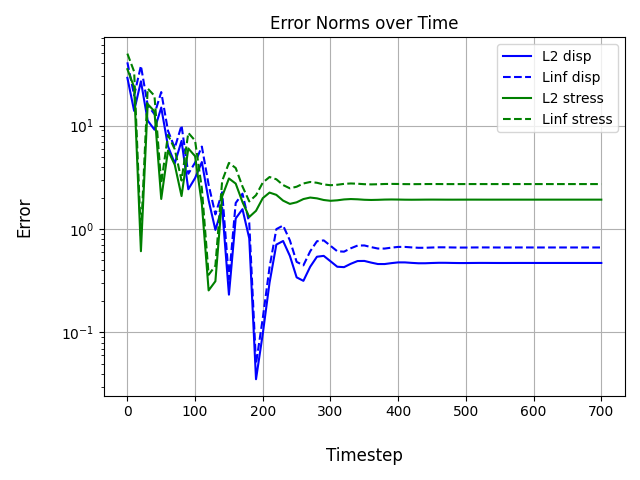 Error Norms over Time
L2 disp
Linf disp
L2 stress
Linf stress
10¹
10⁰
10⁻¹
Error
0 100 200 300 400 500 600 700
Timestep